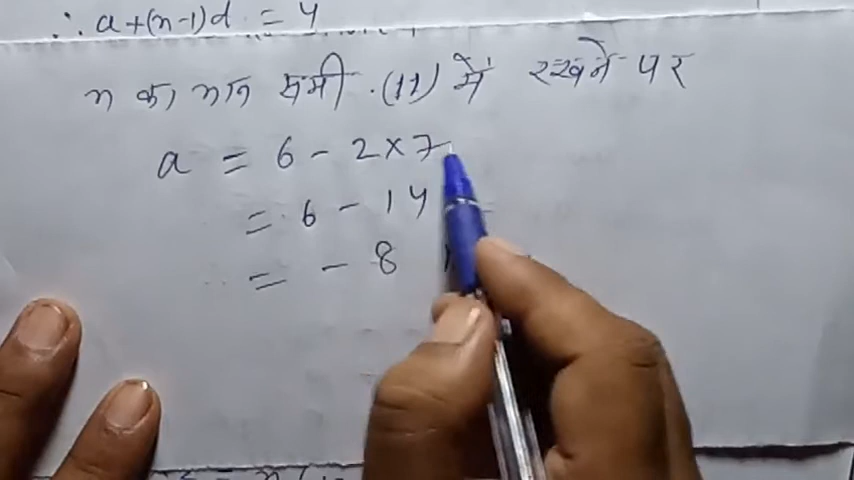 ∴ a+(n-1)d = 4
n का मान समी. (11) में रखने पर
a = 6 - 2×7
= 6 - 14
= - 8